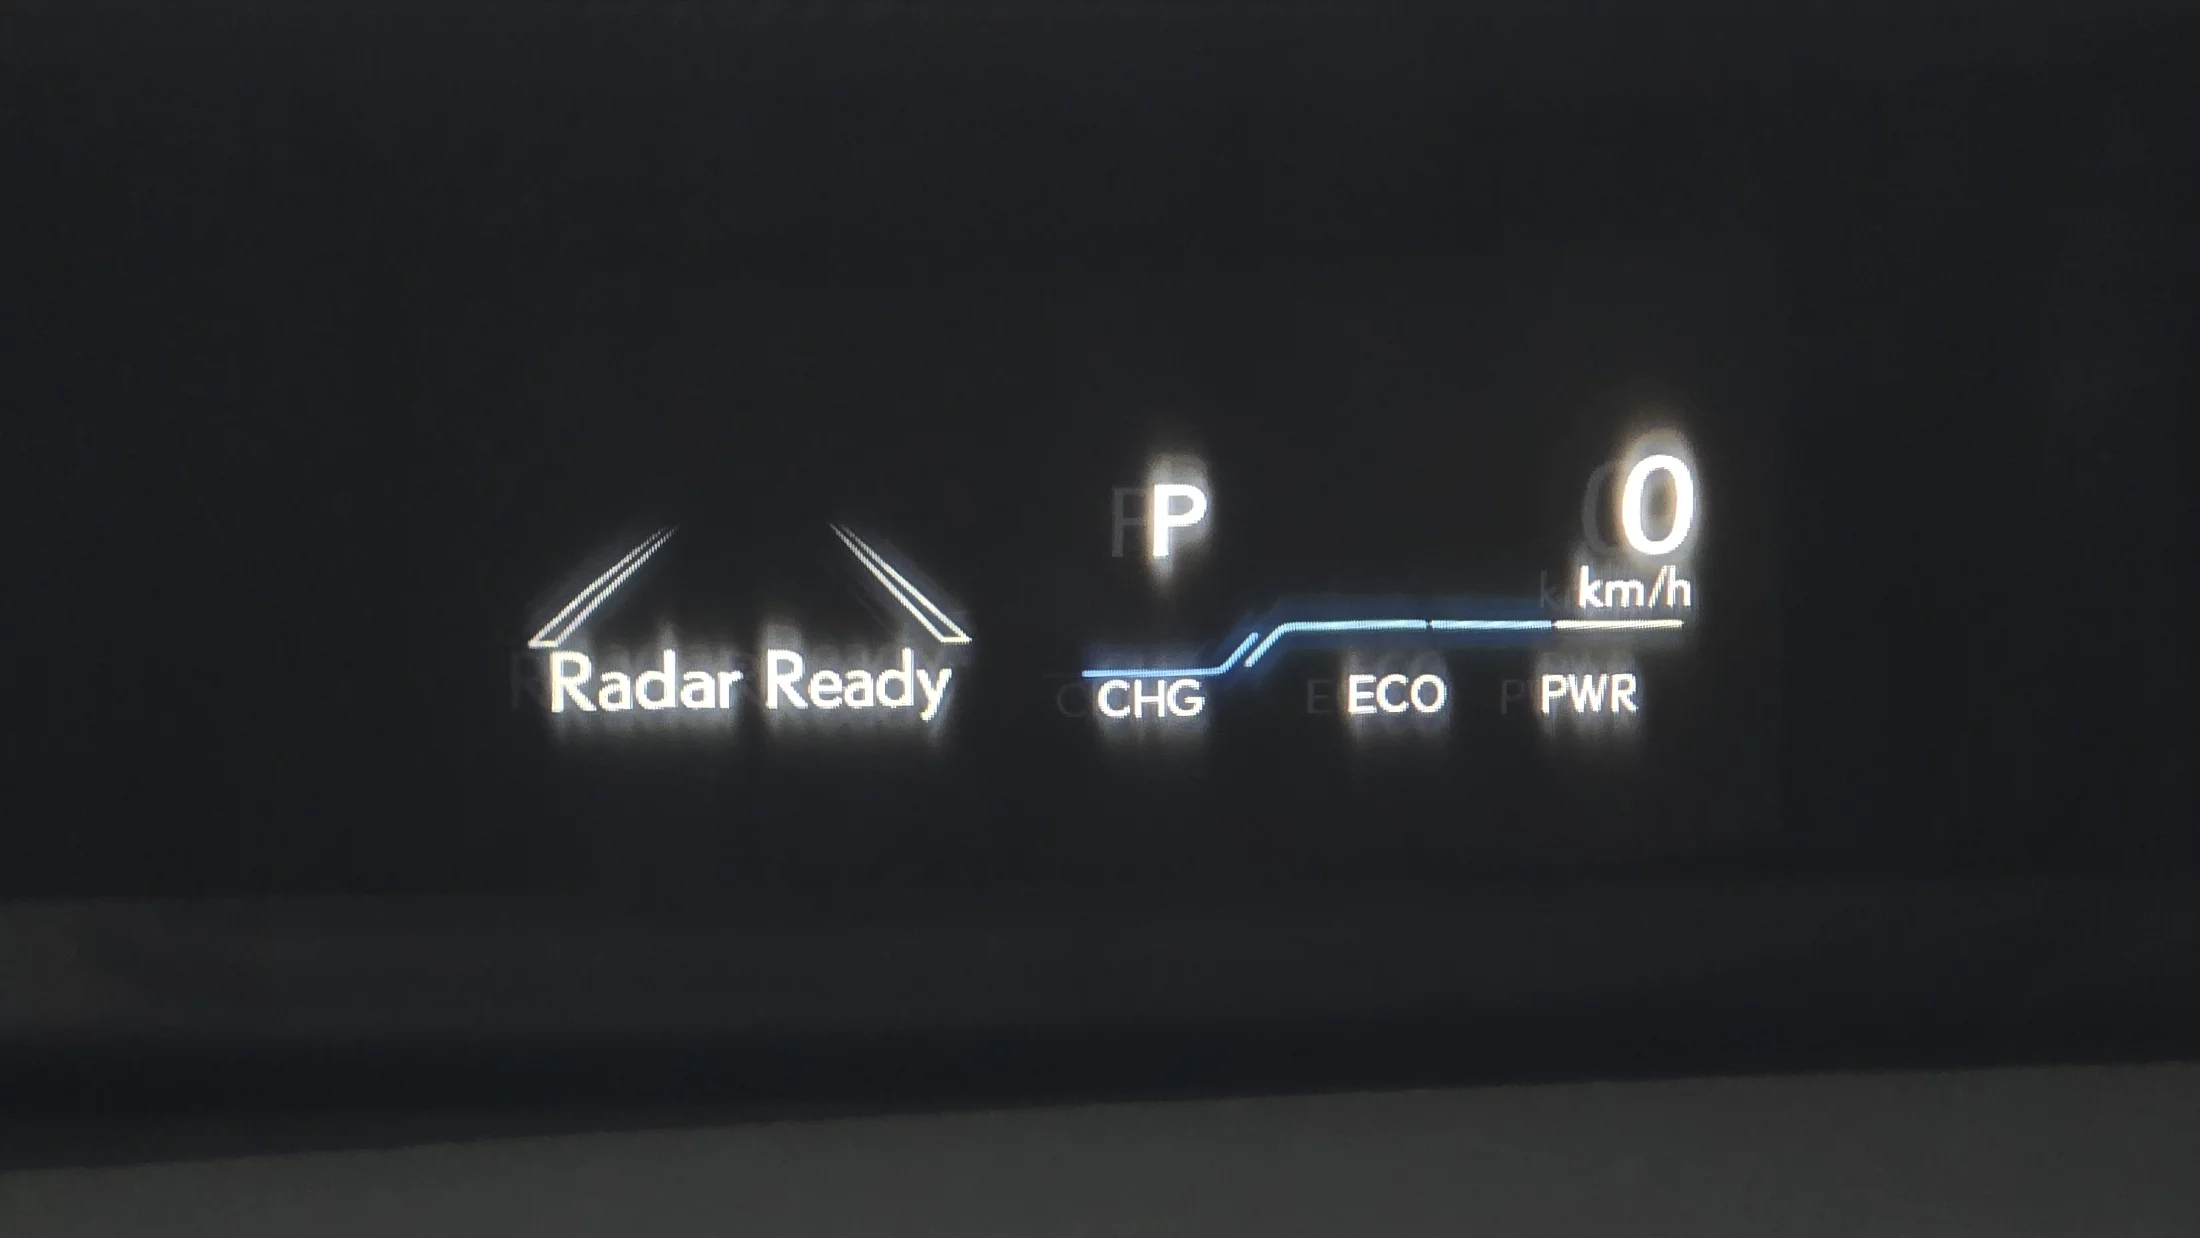 P
0
km/h
Radar Ready
CHG ECO PWR